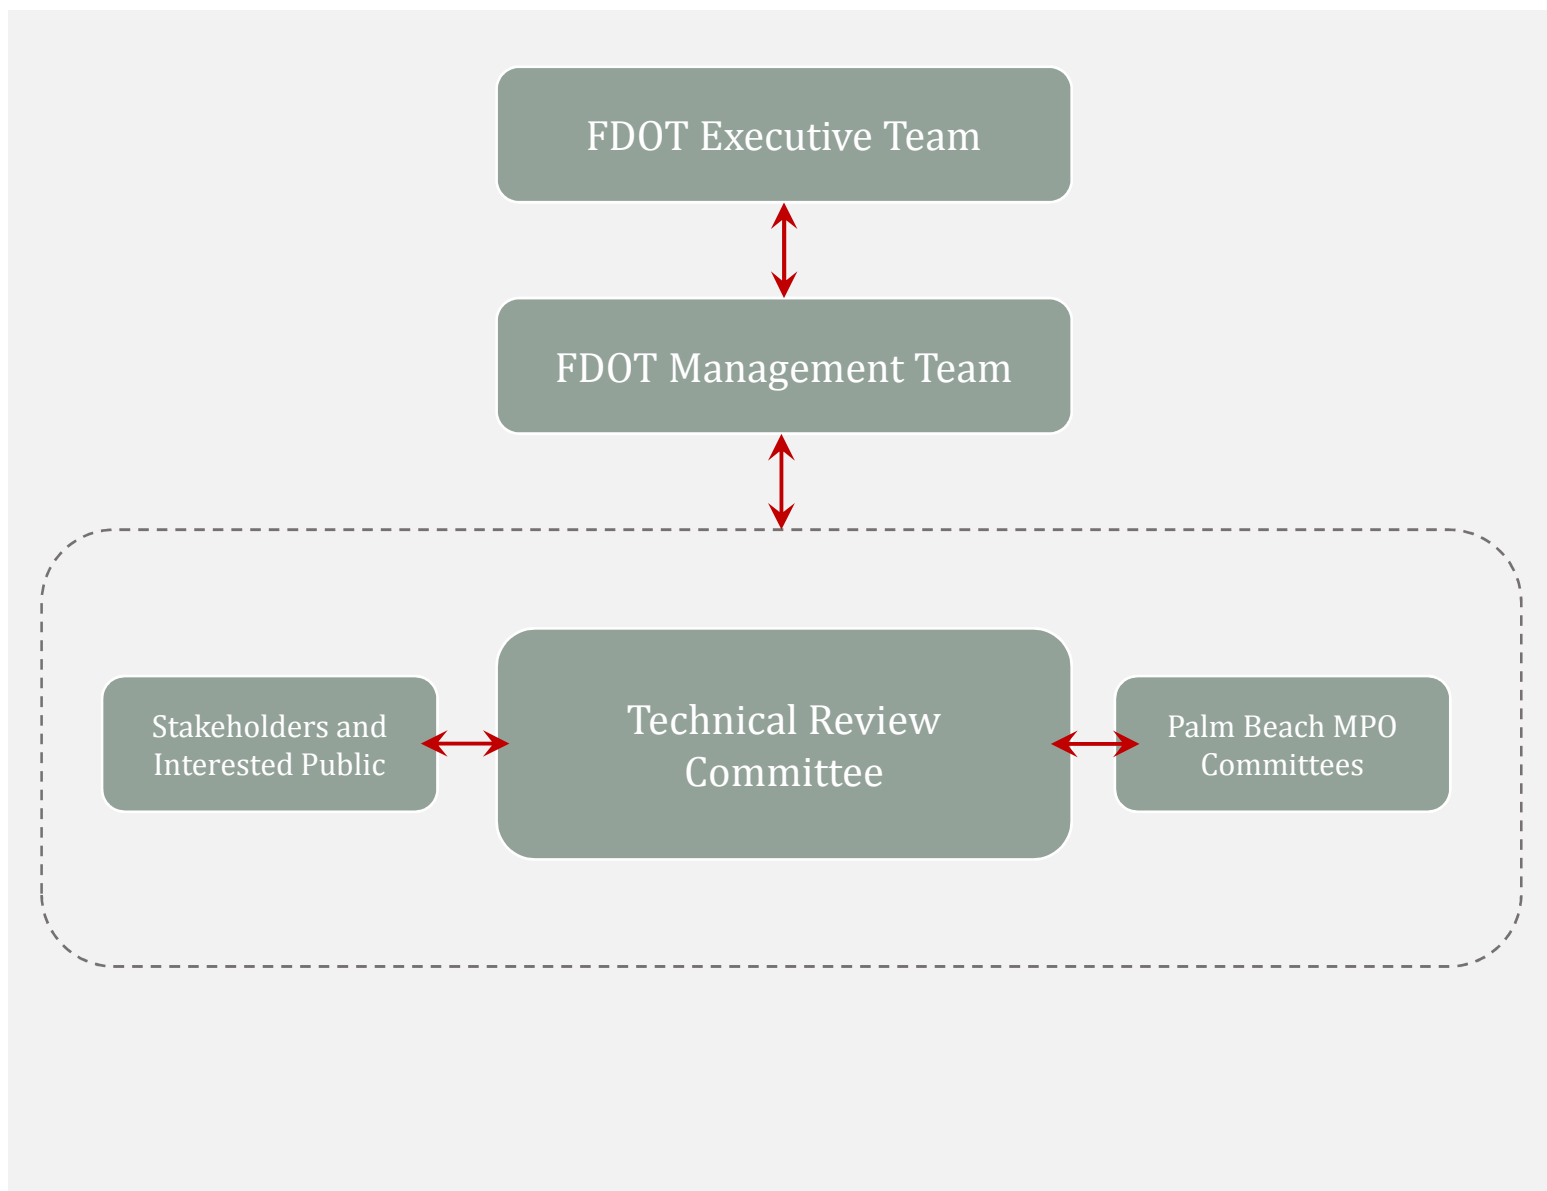 FDOT Executive Team
FDOT Management Team
Technical Review
Committee
Stakeholders and
Interested Public
Palm Beach MPO
Committees